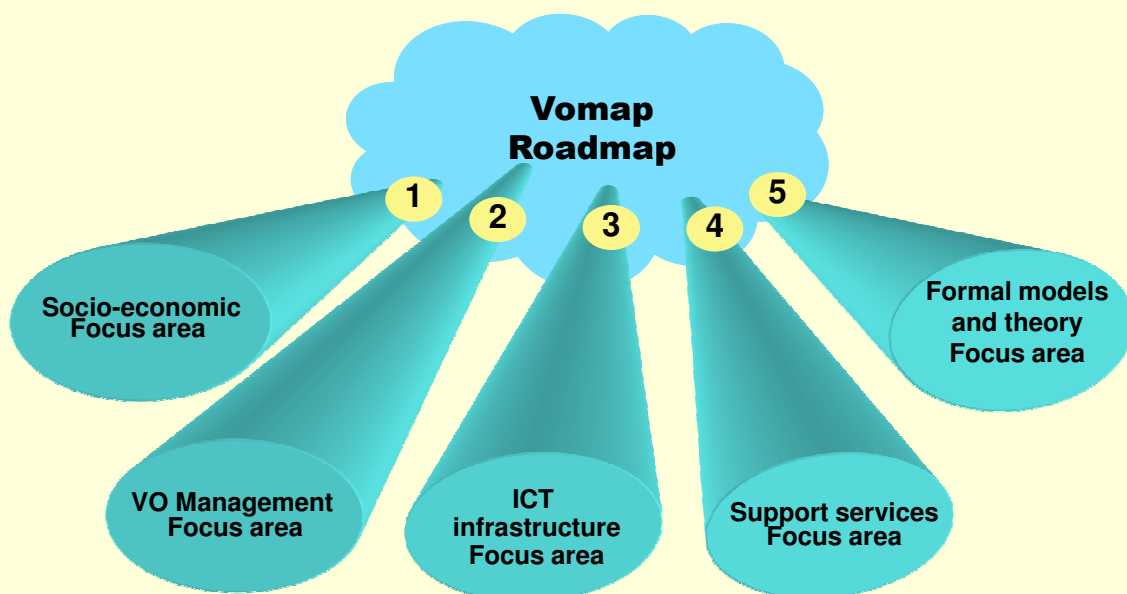 Vomap
Roadmap
1
2
3
4
5
Socio-economic
Focus area
VO Management
Focus area
ICT
infrastructure
Focus area
Support services
Focus area
Formal models
and theory
Focus area